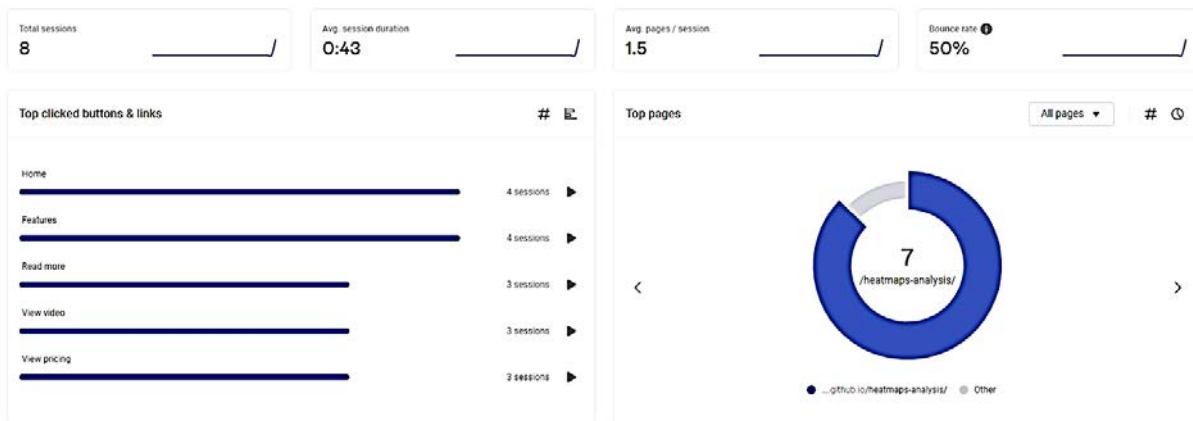 Total sessions
8
Avg. session duration
0:43
Avg. pages / session
1.5
Bounce rate
50%
Top clicked buttons & links
Home
4 sessions
Features
4 sessions
Read more
3 sessions
View video
3 sessions
View pricing
3 sessions
Top pages
All pages
7
/heatmaps-analysis/
...github.io/heatmaps-analysis/
Other